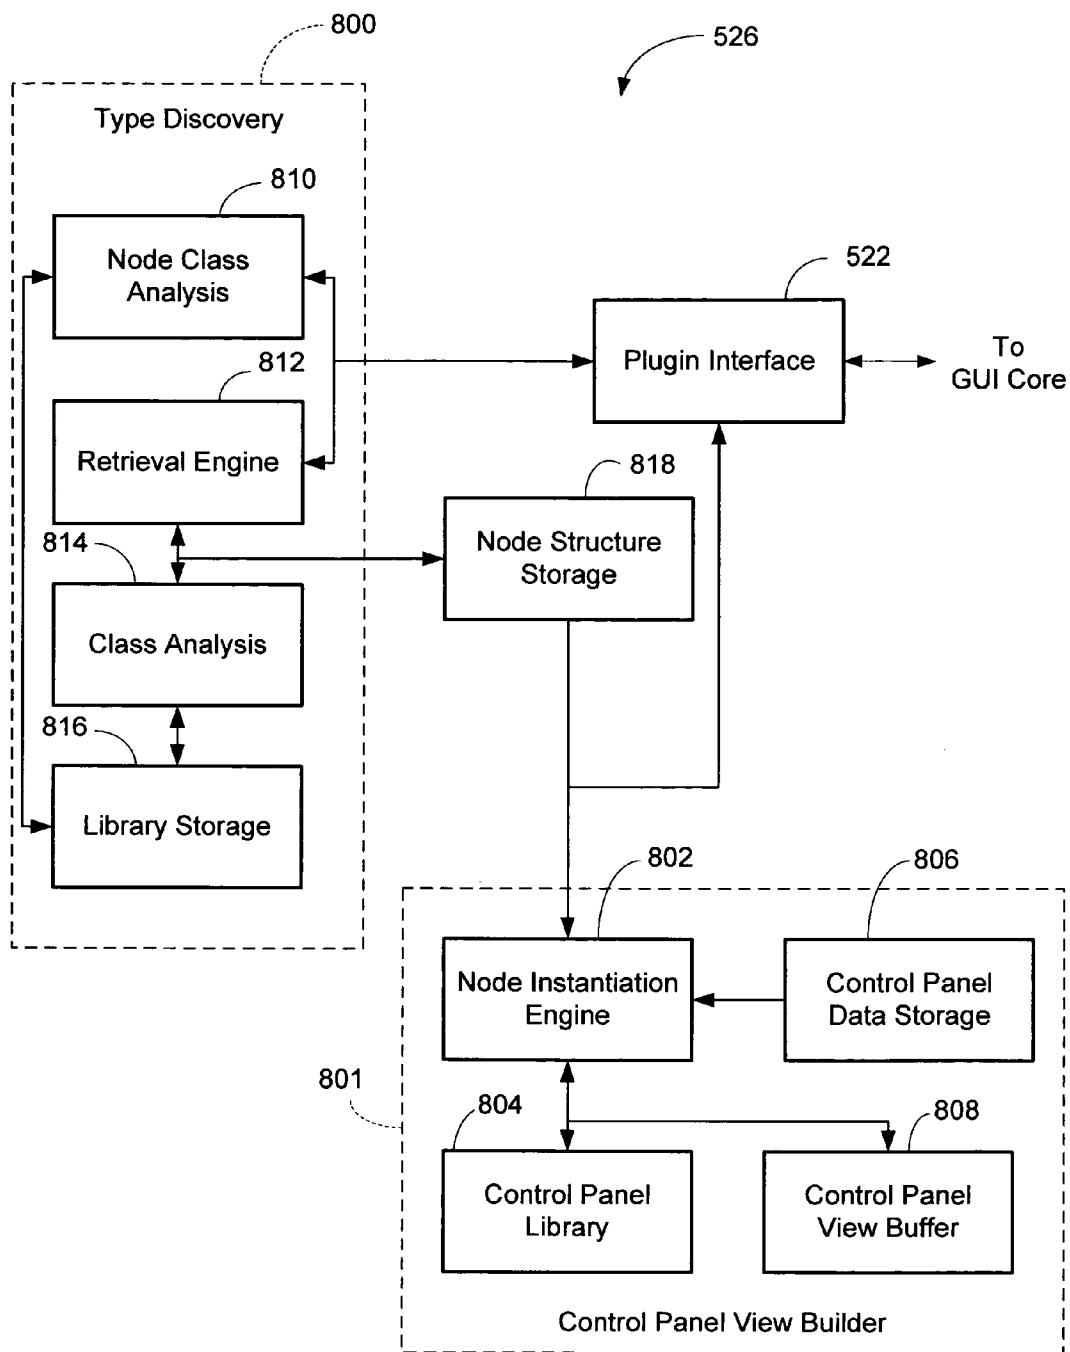 800
526
Type Discovery
810
Node Class
Analysis
522
Plugin Interface
To
GUI Core
812
Retrieval Engine
818
Node Structure
Storage
814
Class Analysis
816
Library Storage
802
806
Node Instantiation
Engine
Control Panel
Data Storage
801
804
808
Control Panel
Library
Control Panel
View Buffer
Control Panel View Builder